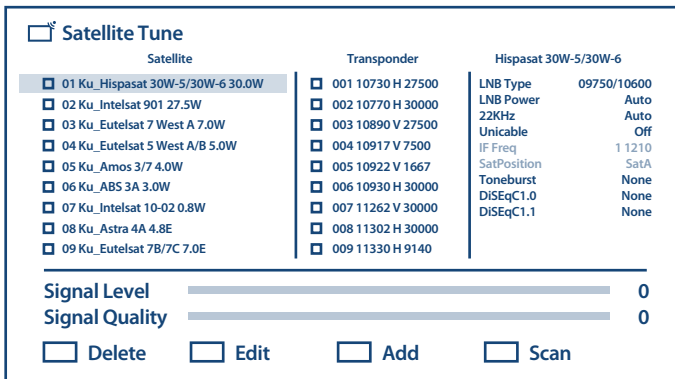 Satellite Tune
Satellite
01 Ku_Hispasat 30W-5/30W-6 30.0W
02 Ku_Intelsat 901 27.5W
03 Ku_Eutelsat 7 West A 7.0W
04 Ku_Eutelsat 5 West A/B 5.0W
05 Ku_Amos 3/7 4.0W
06 Ku_ABS 3A 3.0W
07 Ku_Intelsat 10-02 0.8W
08 Ku_Astra 4A 4.8E
09 Ku_Eutelsat 7B/7C 7.0E
Transponder
001 10730 H 27500
002 10770 H 30000
003 10890 V 27500
004 10917 V 7500
005 10922 V 1667
006 10930 H 30000
007 11262 V 30000
008 11302 H 30000
009 11330 H 9140
Hispasat 30W-5/30W-6
LNB Type 09750/10600
LNB Power Auto
22KHz Auto
Unicable Off
IF Freq 1 1210
SatPosition SatA
Toneburst None
DiSEqC1.0 None
DiSEqC1.1 None
Signal Level 0
Signal Quality 0
Delete Edit Add Scan